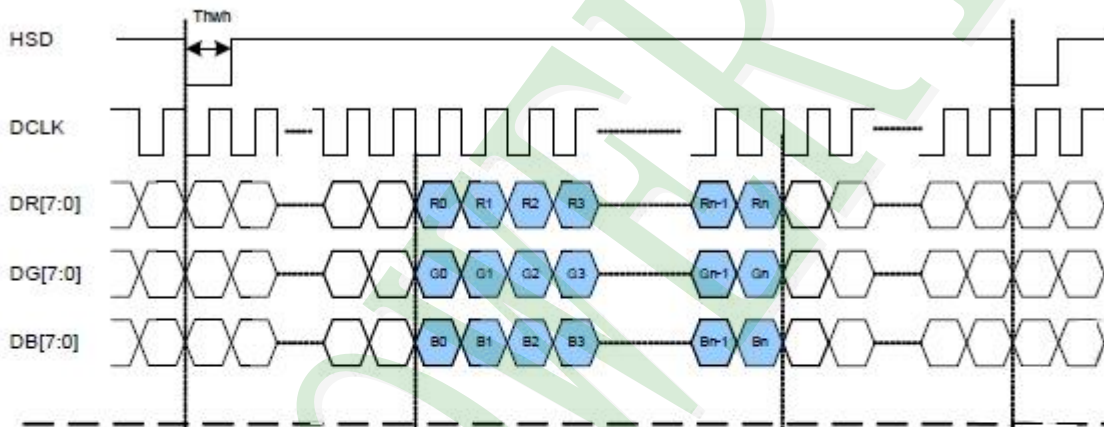 Thwh
HSD
DCLK
DR[7:0] R0 R1 R2 R3 Rn-1 Rn
DG[7:0] G0 G1 G2 G3 Gn-1 Gn
DB[7:0] B0 B1 B2 B3 Bn-1 Bn